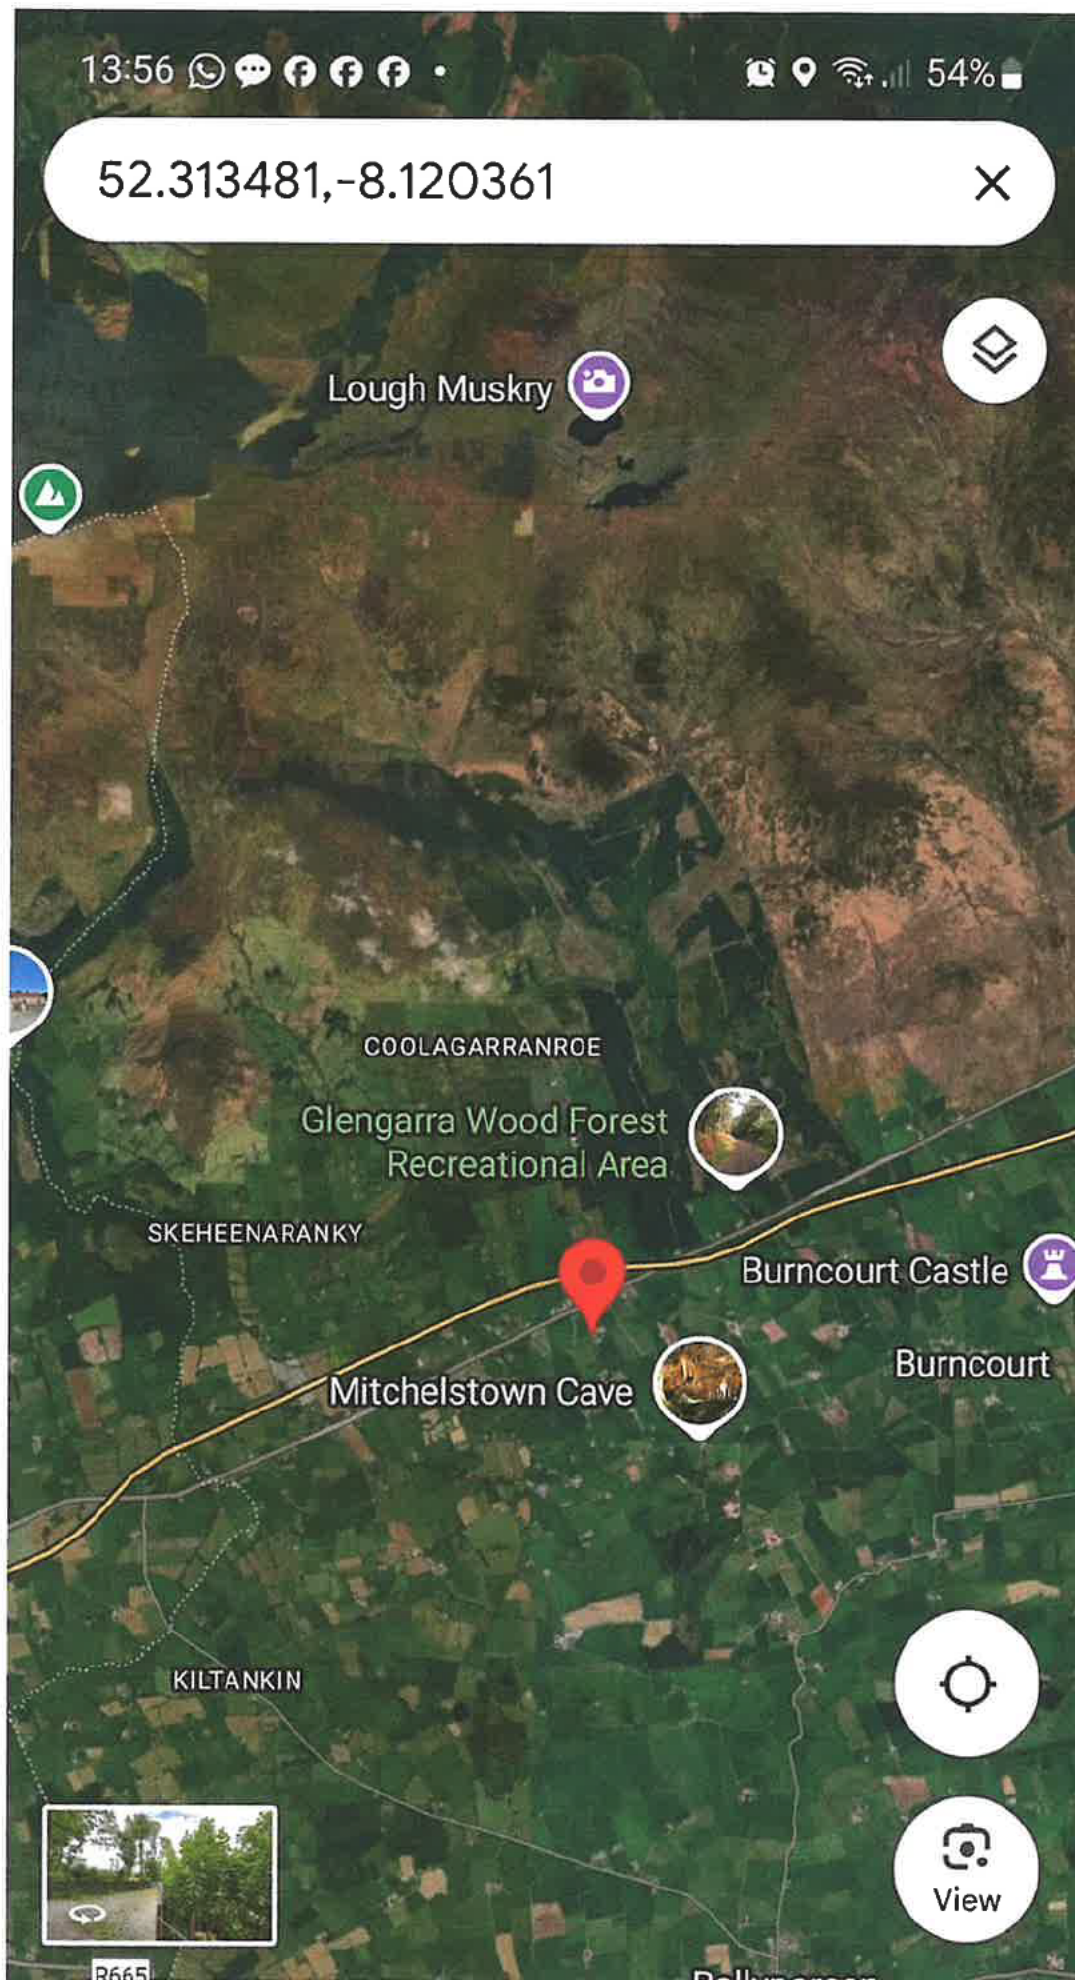 13:56
54%
52.313481,-8.120361
Lough Muskry
COOLAGARRANROE
Glengarra Wood Forest
Recreational Area
SKEHEENARANKY
Burncourt Castle
Burncourt
Mitchelstown Cave
KILTANKIN
View
R665